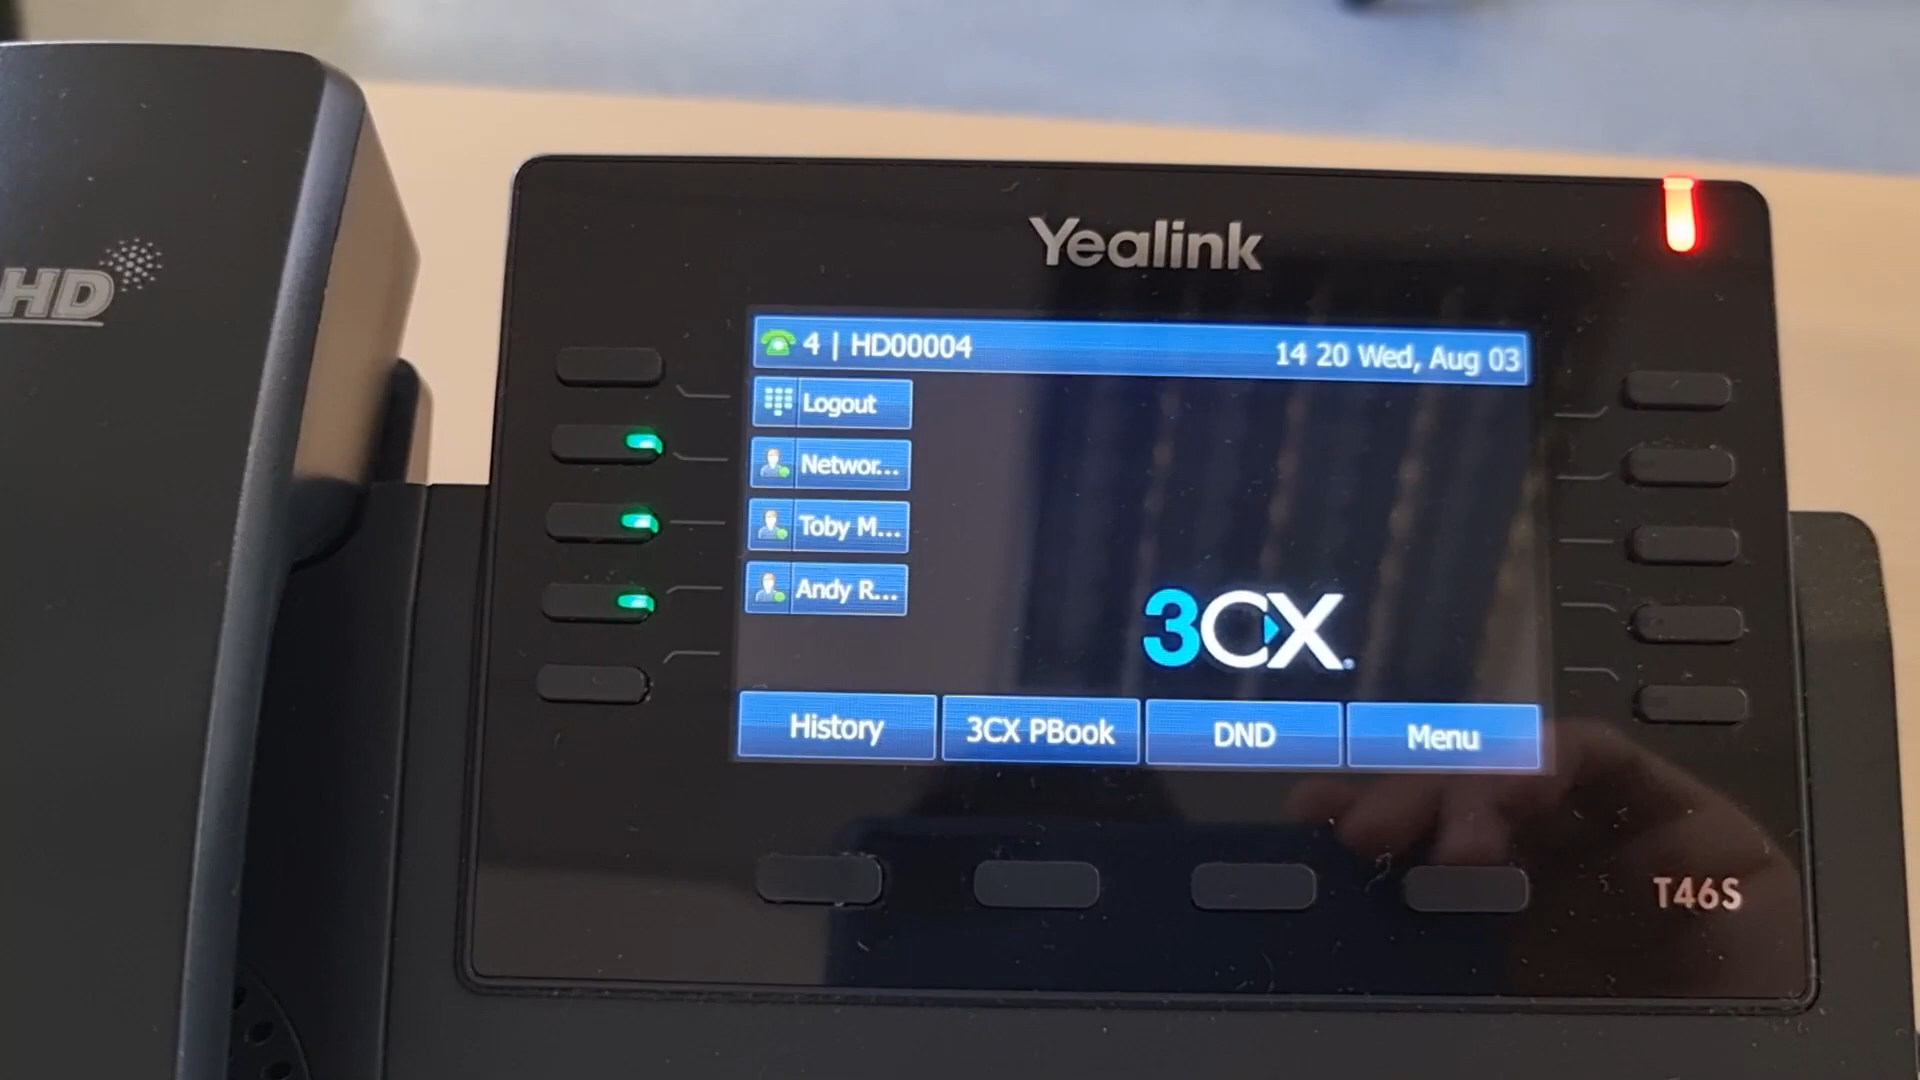 HD
Yealink
4 | HD00004
14 20 Wed, Aug 03
Logout
Networ...
Toby M...
Andy R...
3CX
History
3CX PBook
DND
Menu
T46S